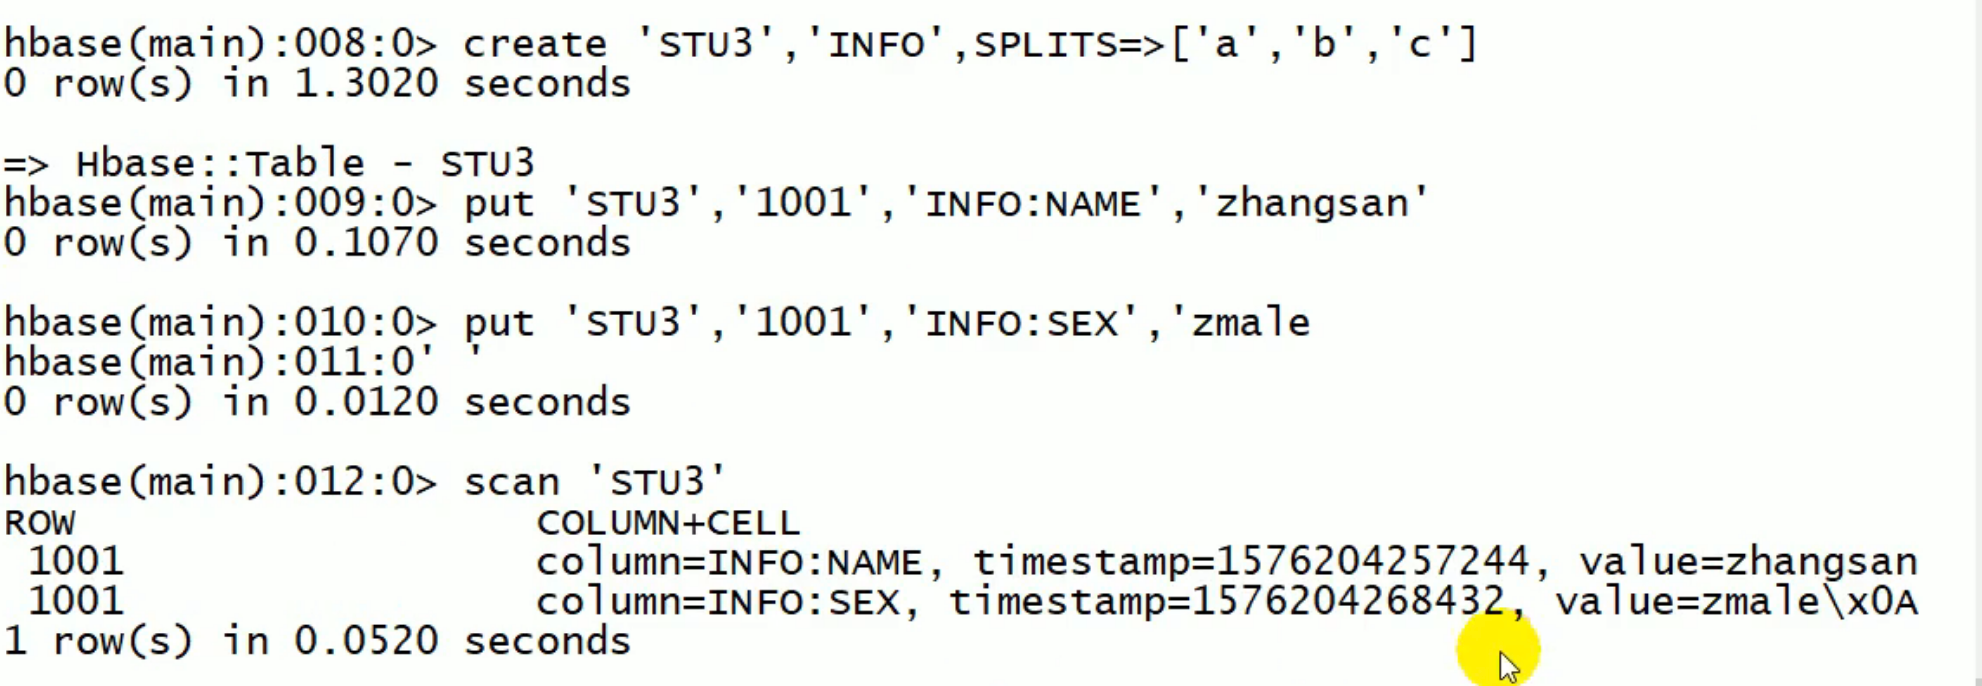 hbase(main):008:0> create 'STU3','INFO',SPLITS=>['a','b','c']
0 row(s) in 1.3020 seconds
=> Hbase::Table - STU3
hbase(main):009:0> put 'STU3','1001','INFO:NAME','zhangsan'
0 row(s) in 0.1070 seconds
hbase(main):010:0> put 'STU3','1001','INFO:SEX','zmale
hbase(main):011:0' '
0 row(s) in 0.0120 seconds
hbase(main):012:0> scan 'STU3'
ROW                   COLUMN+CELL
 1001                 column=INFO:NAME, timestamp=1576204257244, value=zhangsan
 1001                 column=INFO:SEX, timestamp=1576204268432, value=zmale\x0A
1 row(s) in 0.0520 seconds